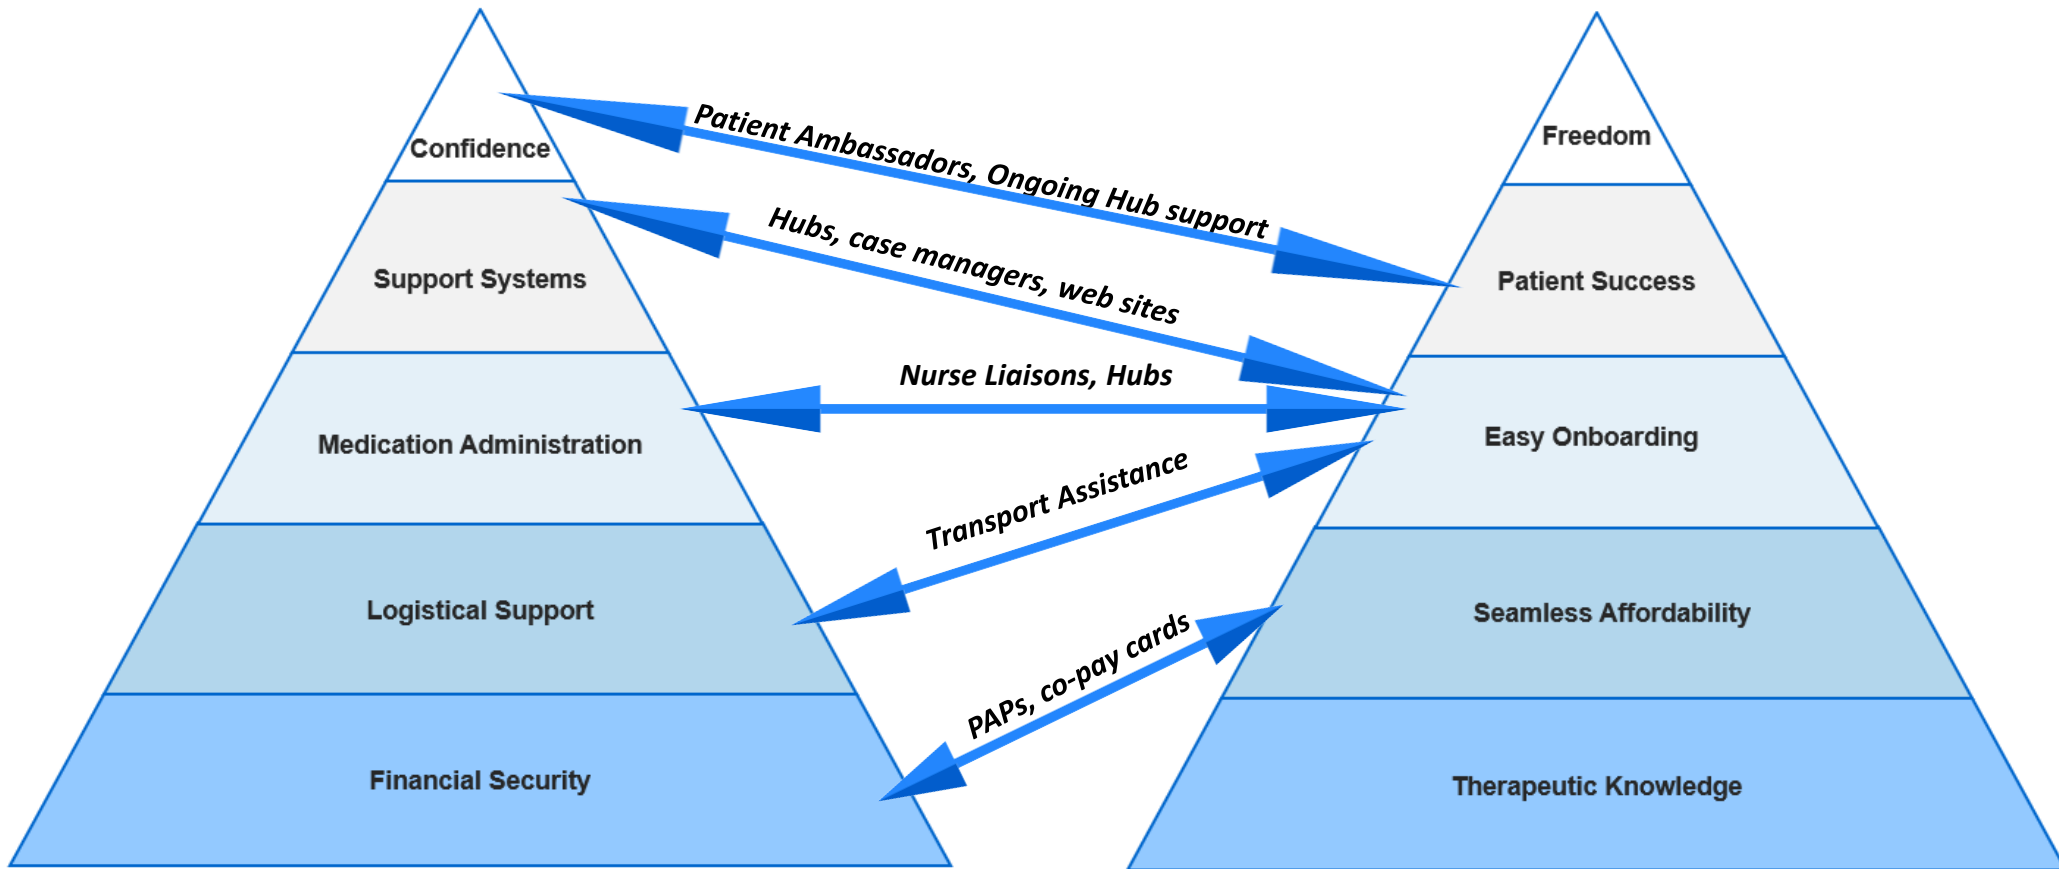 Confidence
Support Systems
Medication Administration
Logistical Support
Financial Security
Patient Ambassadors, Ongoing Hub support
Hubs, case managers, web sites
Nurse Liaisons, Hubs
Transport Assistance
PAPs, co-pay cards
Freedom
Patient Success
Easy Onboarding
Seamless Affordability
Therapeutic Knowledge